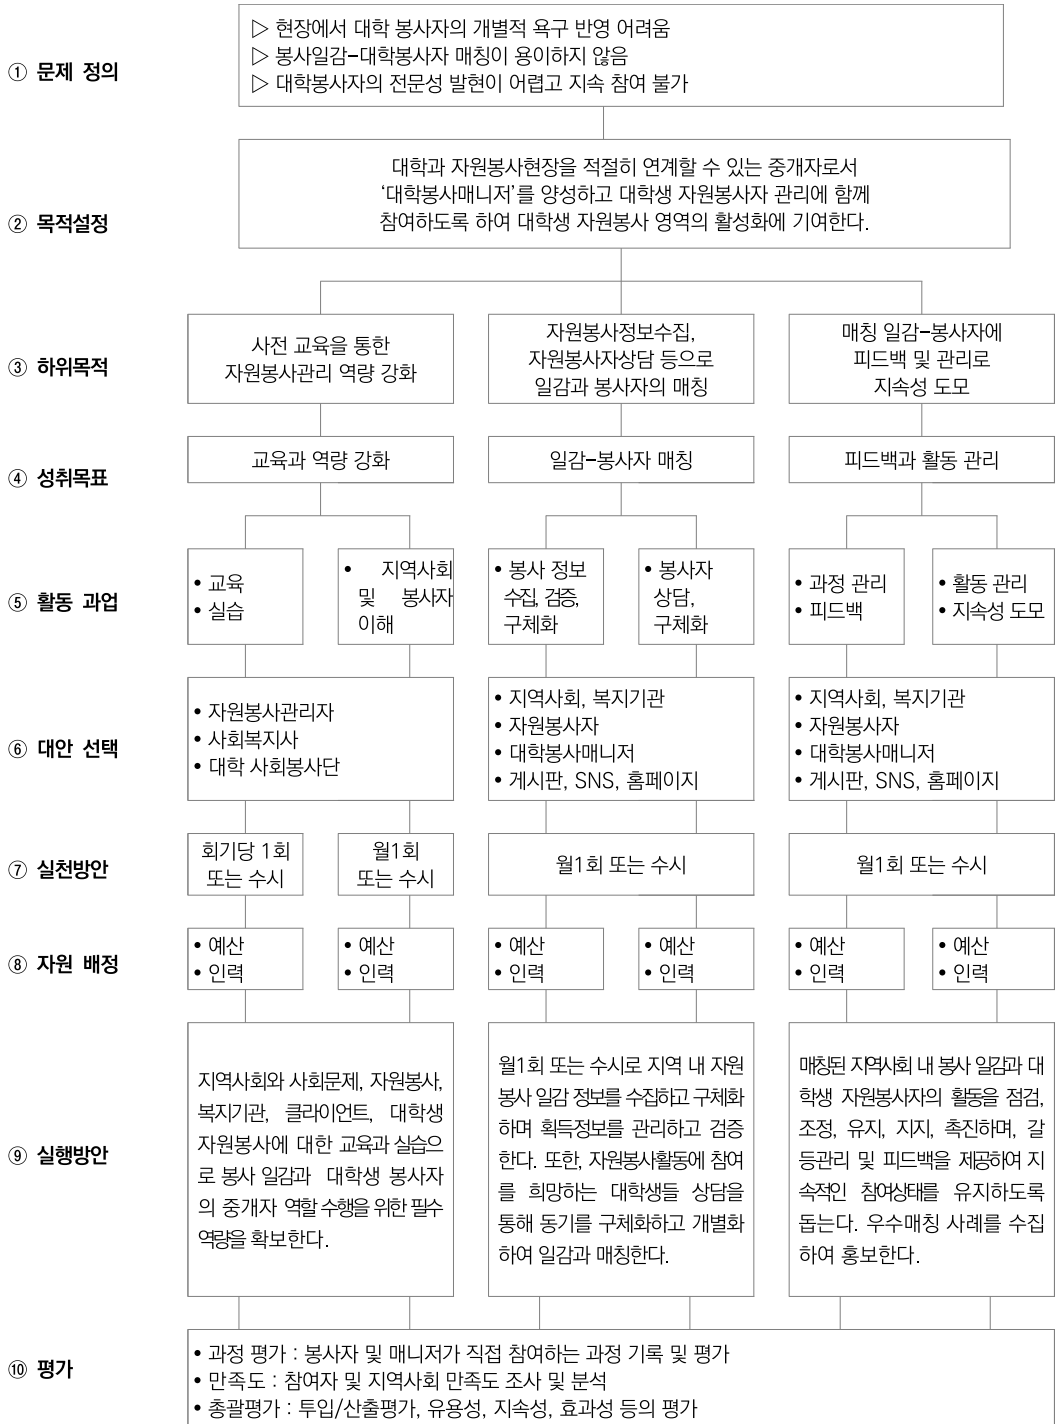 ① 문제 정의
▷ 현장에서 대학 봉사자의 개별적 욕구 반영 어려움
▷ 봉사일감-대학봉사자 매칭이 용이하지 않음
▷ 대학봉사자의 전문성 발현이 어렵고 지속 참여 불가
② 목적설정
대학과 자원봉사현장을 적절히 연계할 수 있는 중개자로서
‘대학봉사매니저’를 양성하고 대학생 자원봉사자 관리에 함께
참여하도록 하여 대학생 자원봉사 영역의 활성화에 기여한다.
③ 하위목적
사전 교육을 통한
자원봉사관리 역량 강화
자원봉사정보수집,
자원봉사자상담 등으로
일감과 봉사자의 매칭
매칭 일감-봉사자에
피드백 및 관리로
지속성 도모
④ 성취목표
교육과 역량 강화
일감-봉사자 매칭
피드백과 활동 관리
⑤ 활동 과업
• 교육
• 실습
• 지역사회
및 봉사자
이해
• 봉사 정보
수집, 검증,
구체화
• 봉사자
상담,
구체화
• 과정 관리
• 피드백
• 활동 관리
• 지속성 도모
⑥ 대안 선택
• 자원봉사관리자
• 사회복지사
• 대학 사회봉사단
• 지역사회, 복지기관
• 자원봉사자
• 대학봉사매니저
• 게시판, SNS, 홈페이지
• 지역사회, 복지기관
• 자원봉사자
• 대학봉사매니저
• 게시판, SNS, 홈페이지
⑦ 실천방안
회기당 1회
또는 수시
월1회
또는 수시
월1회 또는 수시
월1회 또는 수시
⑧ 자원 배정
• 예산
• 인력
• 예산
• 인력
• 예산
• 인력
• 예산
• 인력
• 예산
• 인력
• 예산
• 인력
⑨ 실행방안
지역사회와 사회문제, 자원봉사,
복지기관, 클라이언트, 대학생
자원봉사에 대한 교육과 실습으
로 봉사 일감과 대학생 봉사자
의 중개자 역할 수행을 위한 필수
역량을 확보한다.
월1회 또는 수시로 지역 내 자원
봉사 일감 정보를 수집하고 구체화
하며 획득정보를 관리하고 검증
한다. 또한, 자원봉사활동에 참여
를 희망하는 대학생들 상담을
통해 동기를 구체화하고 개별화
하여 일감과 매칭한다.
매칭된 지역사회 내 봉사 일감과 대
학생 자원봉사자의 활동을 점검,
조정, 유지, 지지, 촉진하며, 갈
등관리 및 피드백을 제공하여 지
속적인 참여상태를 유지하도록
돕는다. 우수매칭 사례를 수집
하여 홍보한다.
⑩ 평가
• 과정 평가 : 봉사자 및 매니저가 직접 참여하는 과정 기록 및 평가
• 만족도 : 참여자 및 지역사회 만족도 조사 및 분석
• 총괄평가 : 투입/산출평가, 유용성, 지속성, 효과성 등의 평가